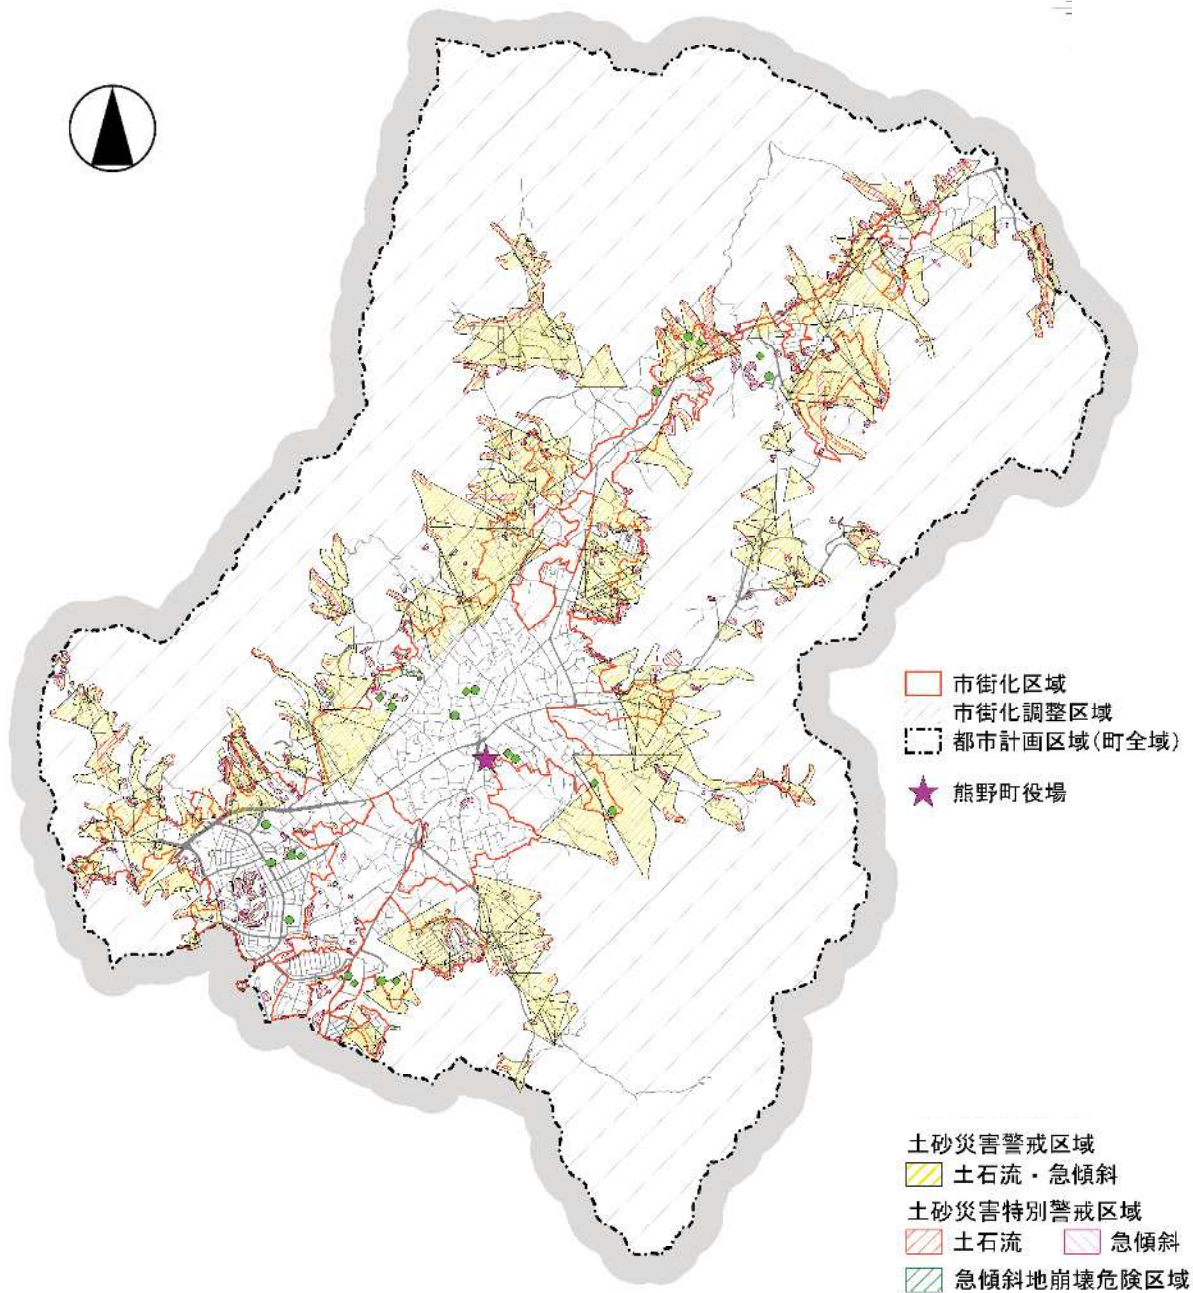 市街化区域
市街化調整区域
都市計画区域(町全域)
熊野町役場
土砂災害警戒区域
土石流・急傾斜
土砂災害特別警戒区域
土石流 急傾斜
急傾斜地崩壊危険区域